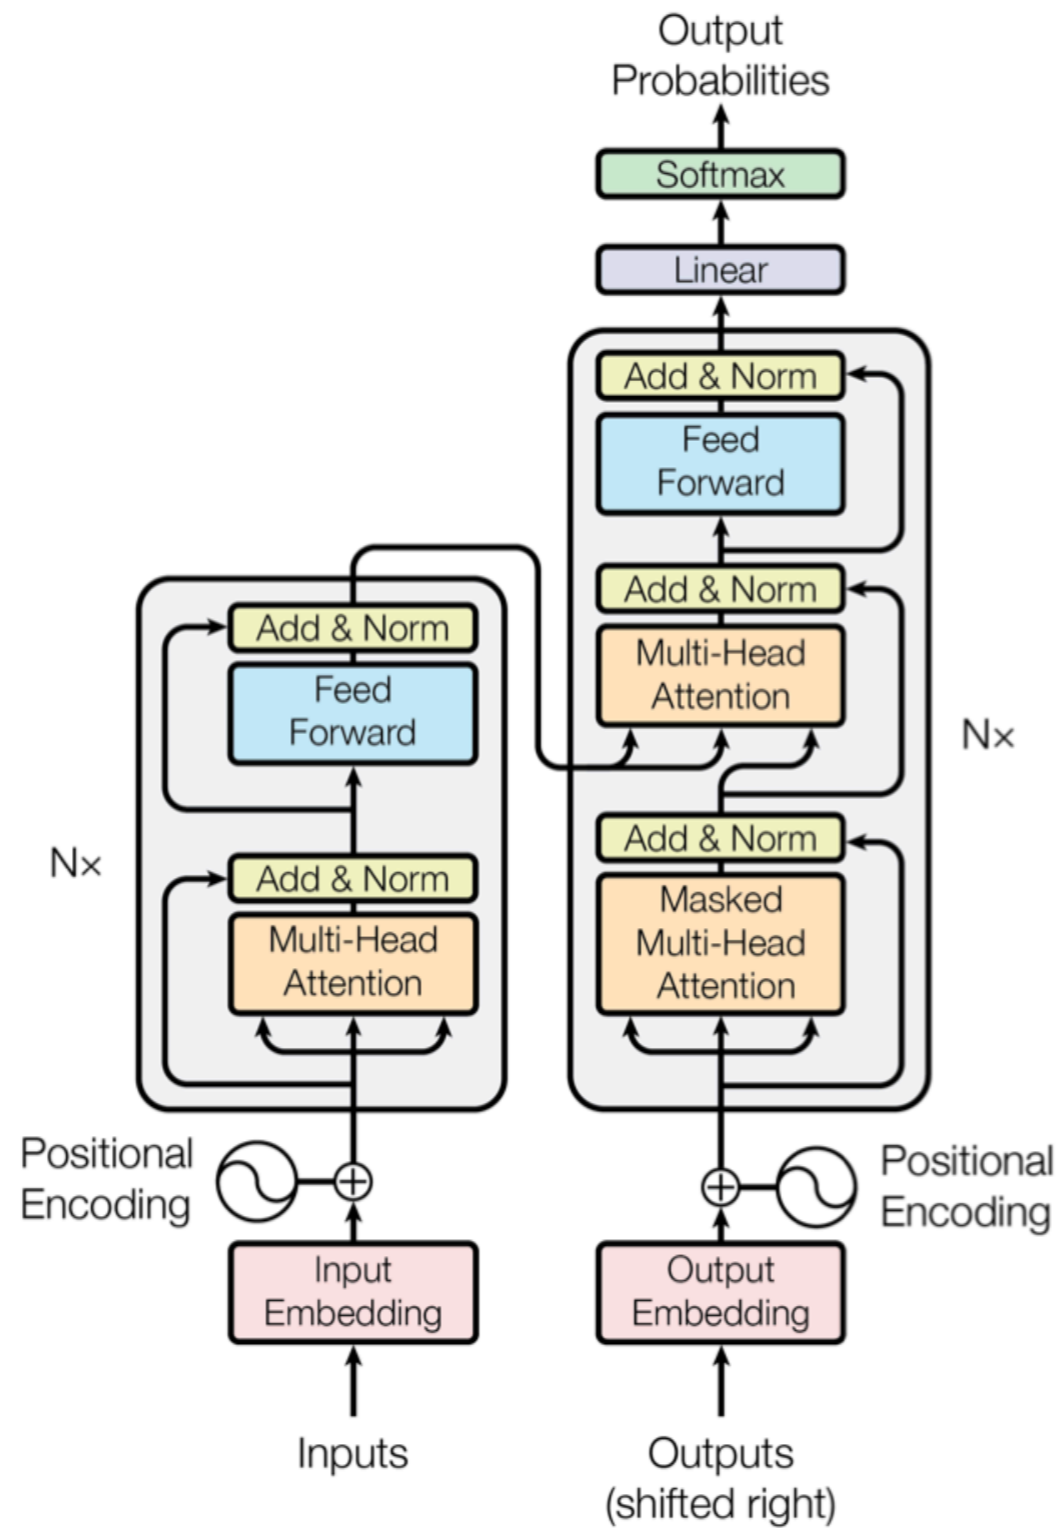 Output
Probabilities
Softmax
Linear
Add & Norm
Feed
Forward
Add & Norm
Multi-Head
Attention
Add & Norm
Masked
Multi-Head
Attention
N×
Positional
Encoding
Output
Embedding
Outputs
(shifted right)
Add & Norm
Feed
Forward
Add & Norm
Multi-Head
Attention
N×
Positional
Encoding
Input
Embedding
Inputs